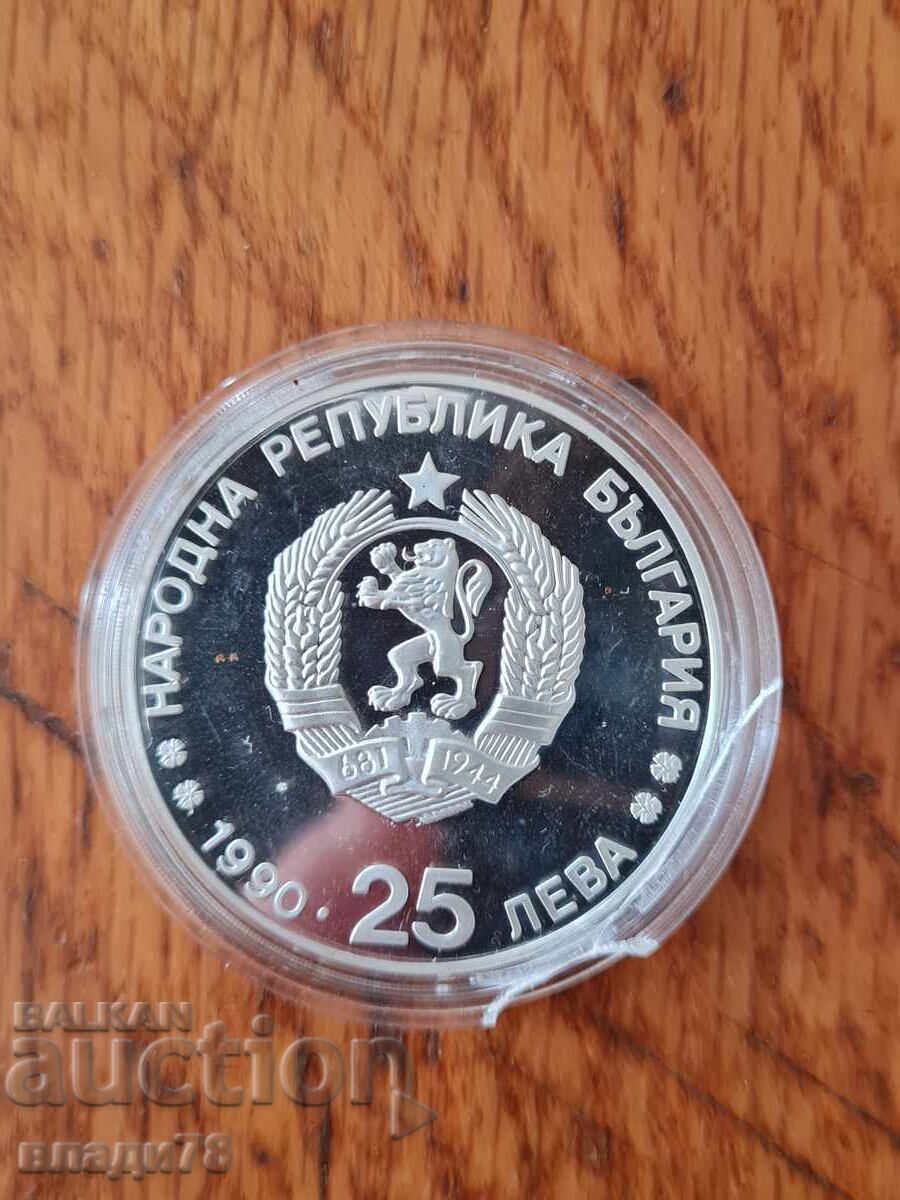 НАРОДНА РЕПУБЛИКА БЪЛГАРИЯ
681 1944
1990 · 25 ЛЕВА
BALKAN
auction
влади78